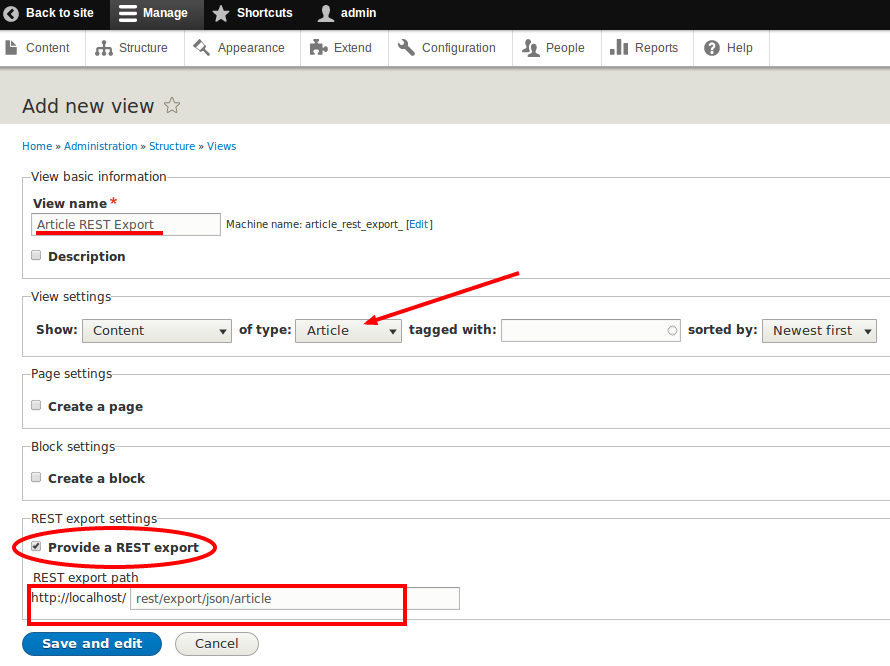 Back to site Manage Shortcuts admin
Content Structure Appearance Extend Configuration People Reports Help
Add new view
Home » Administration » Structure » Views
View basic information
View name *
Article REST Export Machine name: article_rest_export_ [Edit]
Description
View settings
Show: Content of type: Article tagged with: sorted by: Newest first
Page settings
Create a page
Block settings
Create a block
REST export settings
Provide a REST export
REST export path
http://localhost/ rest/export/json/article
Save and edit Cancel